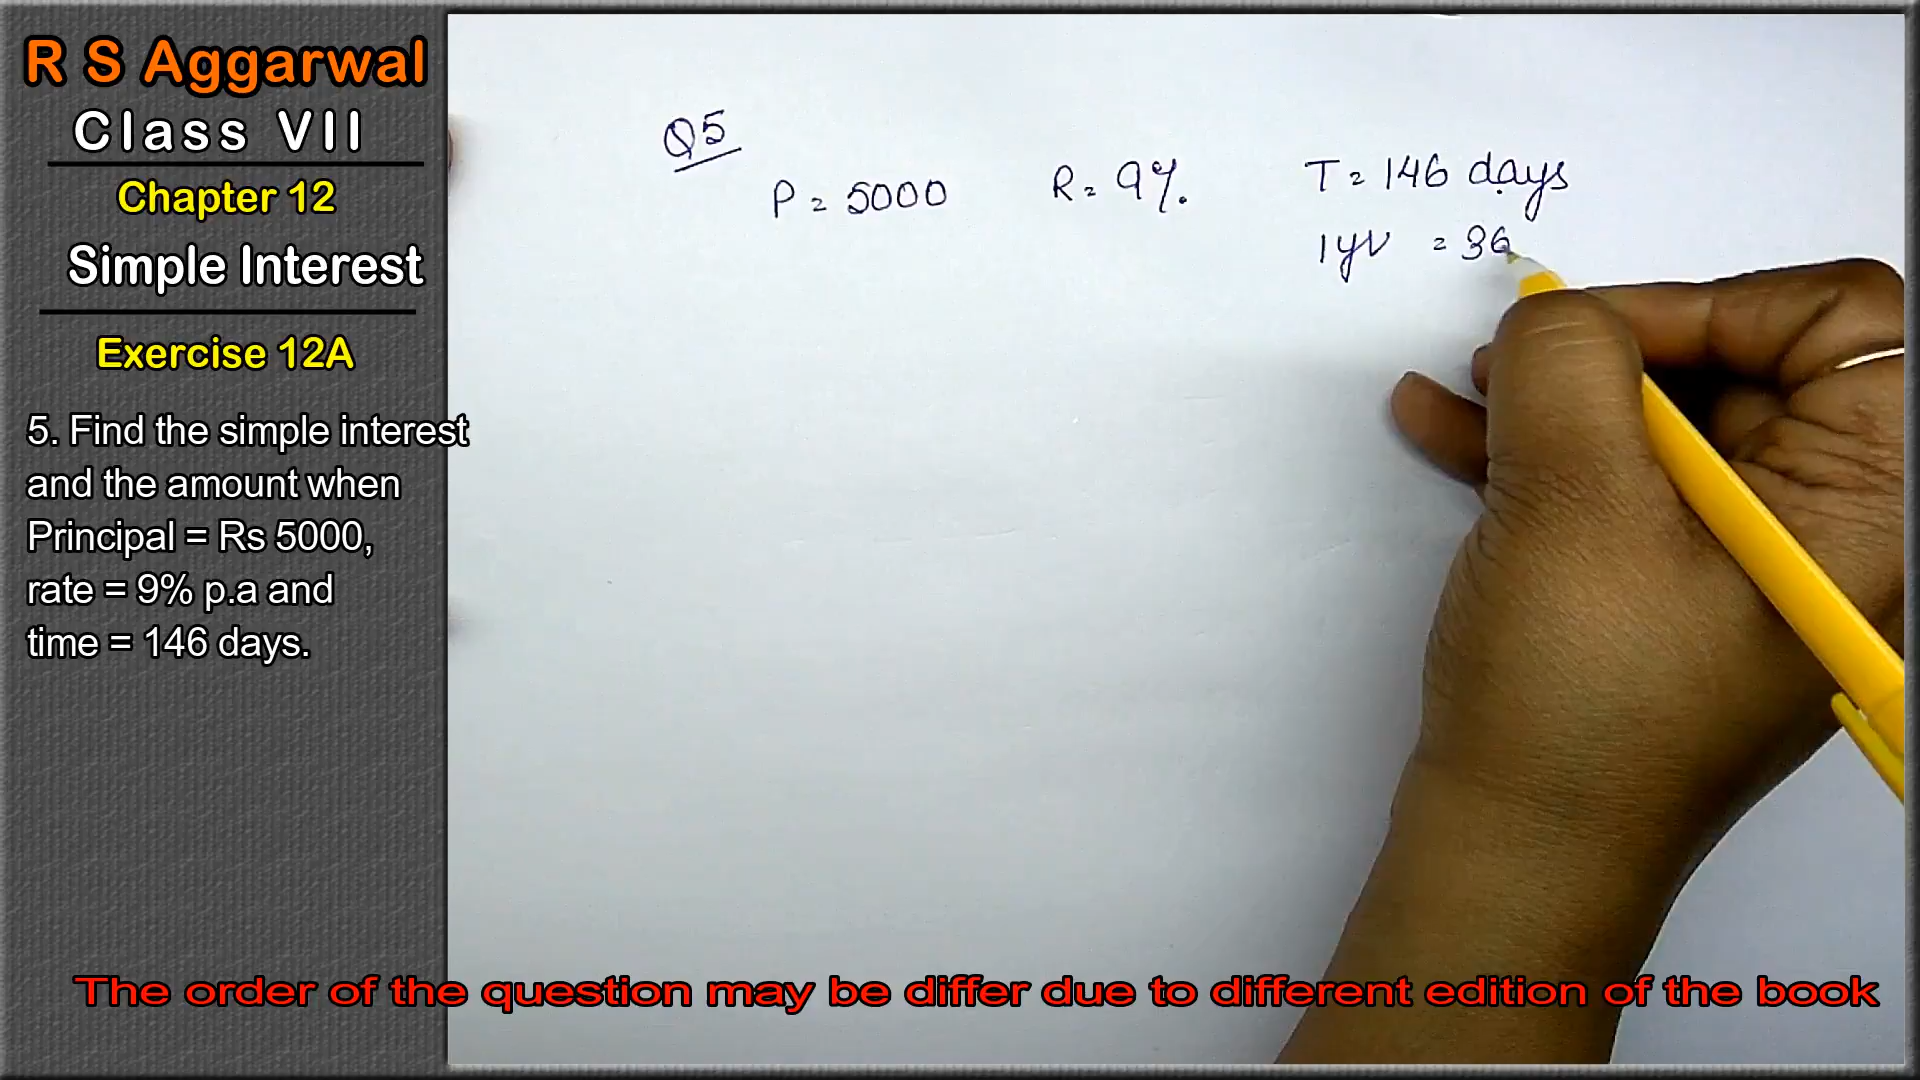 R S Aggarwal
Class VII
Chapter 12
Simple Interest
Exercise 12A
5. Find the simple interest
and the amount when
Principal = Rs 5000,
rate = 9% p.a and
time = 146 days.
Q5
P = 5000 R = 9%. T = 146 days
1 yr = 36
The order of the question may be differ due to different edition of the book